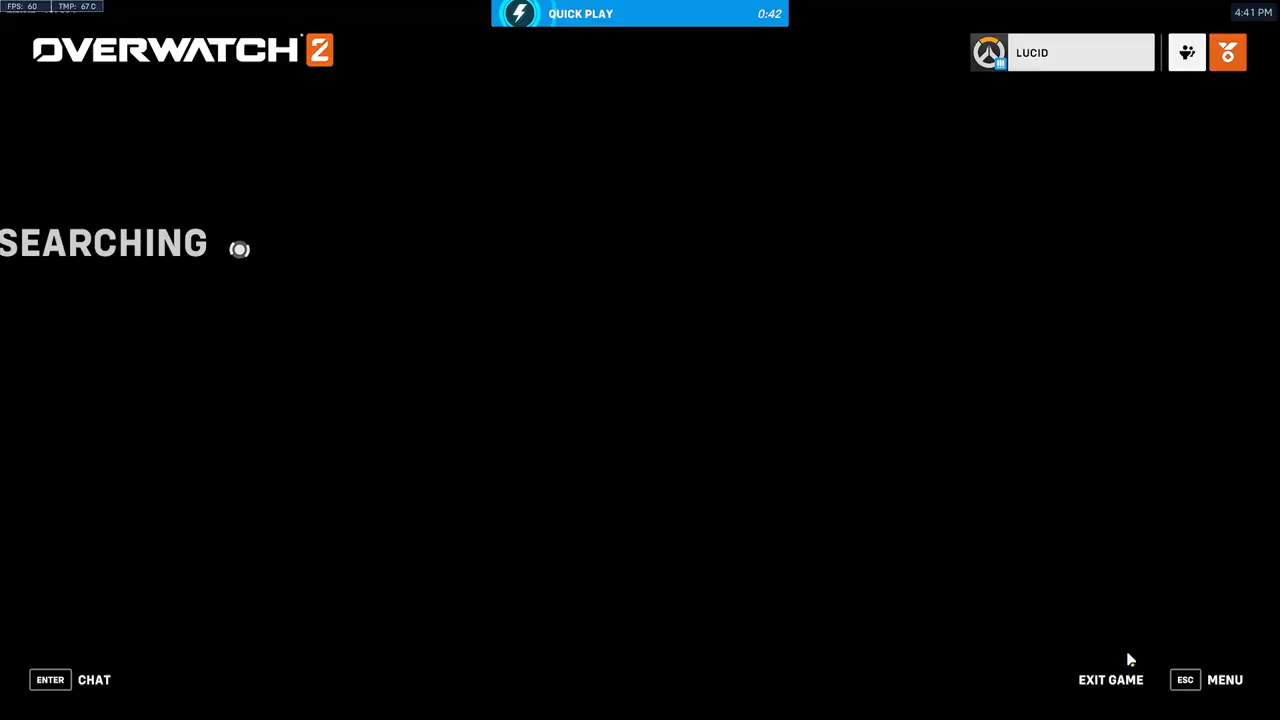 FPS: 60 TMP: 67 C
QUICK PLAY 0:42
4:41 PM
OVERWATCH 2
LUCID
SEARCHING
ENTER CHAT
EXIT GAME
ESC MENU